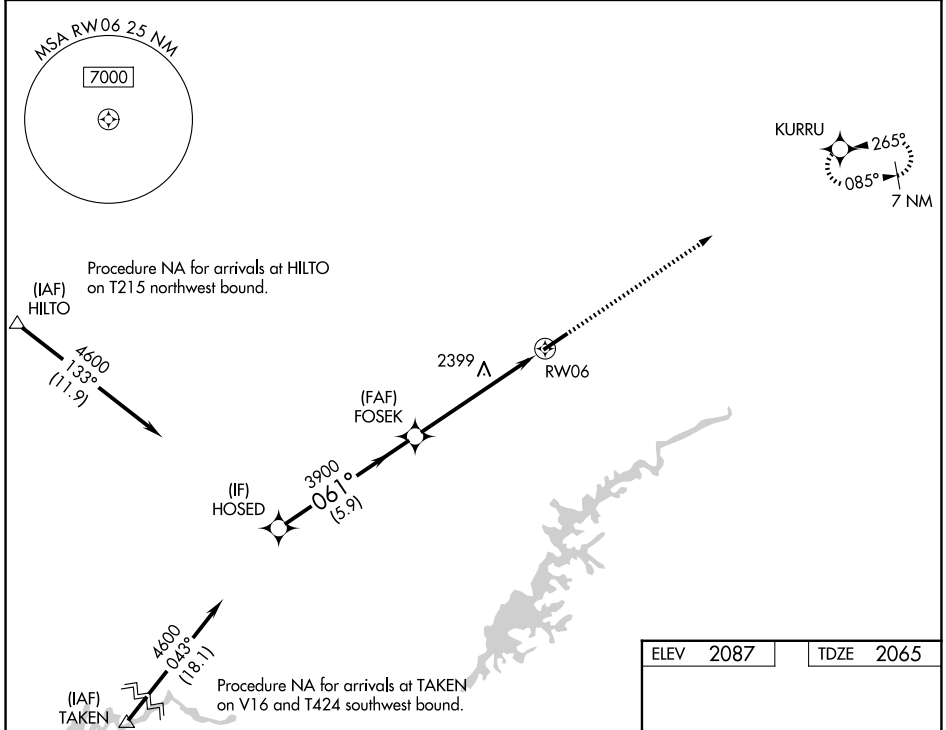 MSA RW06 25 NM
7000
KURRU
265°
085°
7 NM
Procedure NA for arrivals at HILTO
on T215 northwest bound.
(IAF)
HILTO
4600
133°
(11.9)
2399
RW06
(FAF)
FOSEK
3900
061°
(5.9)
(IF)
HOSED
4600
043°
(18.1)
(IAF)
TAKEN
Procedure NA for arrivals at TAKEN
on V16 and T424 southwest bound.
ELEV 2087
TDZE 2065